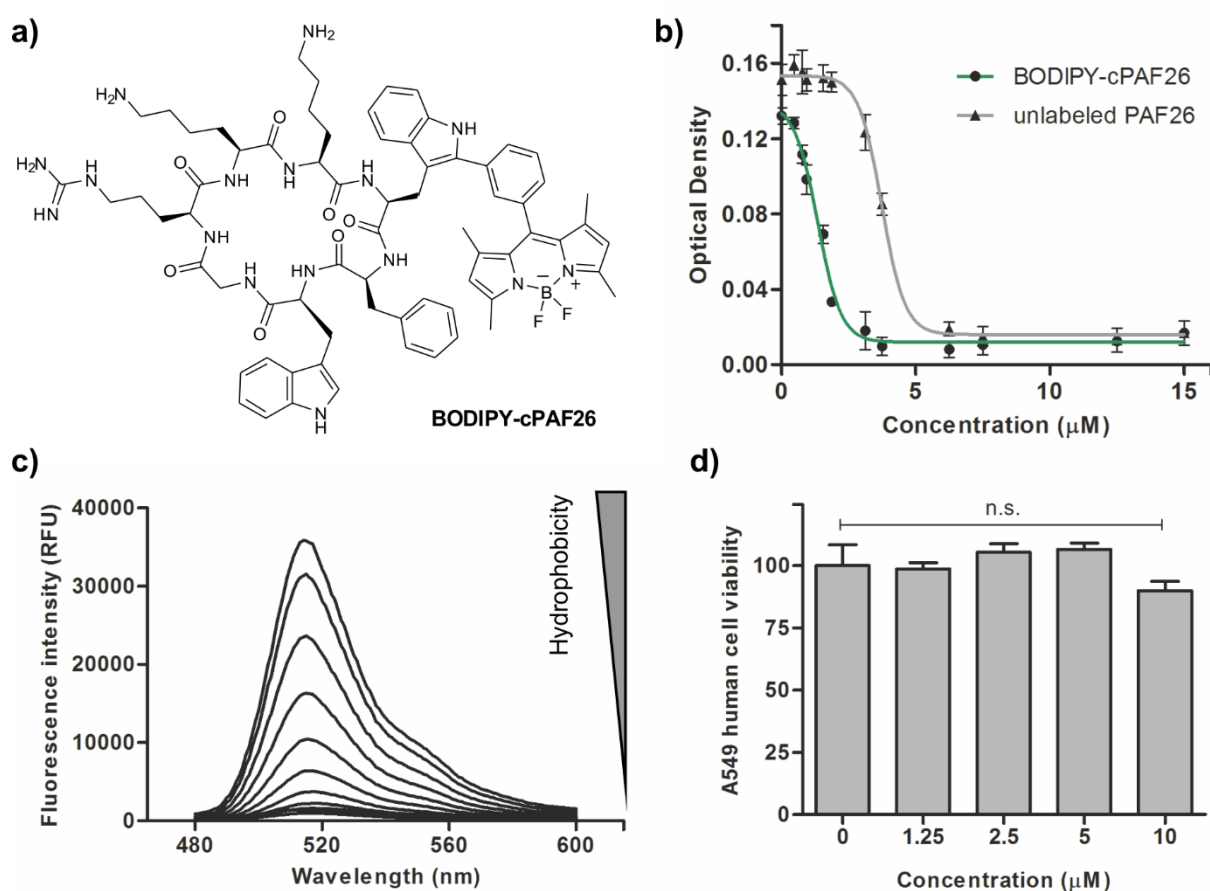 a)
NH₂
H₂N
H₂N
NH
H
N
O
H
N
NH
O
H
N
O
NH
O
NH
O
O
NH
O
H
N
O
HN
O
NH
N
N
B
−
+
F
F
N
H
BODIPY-cPAF26
b)
Optical Density
0.16
0.12
0.08
0.04
0.00
BODIPY-cPAF26
unlabeled PAF26
0 5 10 15
Concentration (μM)
c)
Fluorescence intensity (RFU)
40000
30000
20000
10000
0
480 520 560 600
Wavelength (nm)
Hydrophobicity
d)
A549 human cell viability
n.s.
100
75
50
25
0
0 1.25 2.5 5 10
Concentration
(μM)